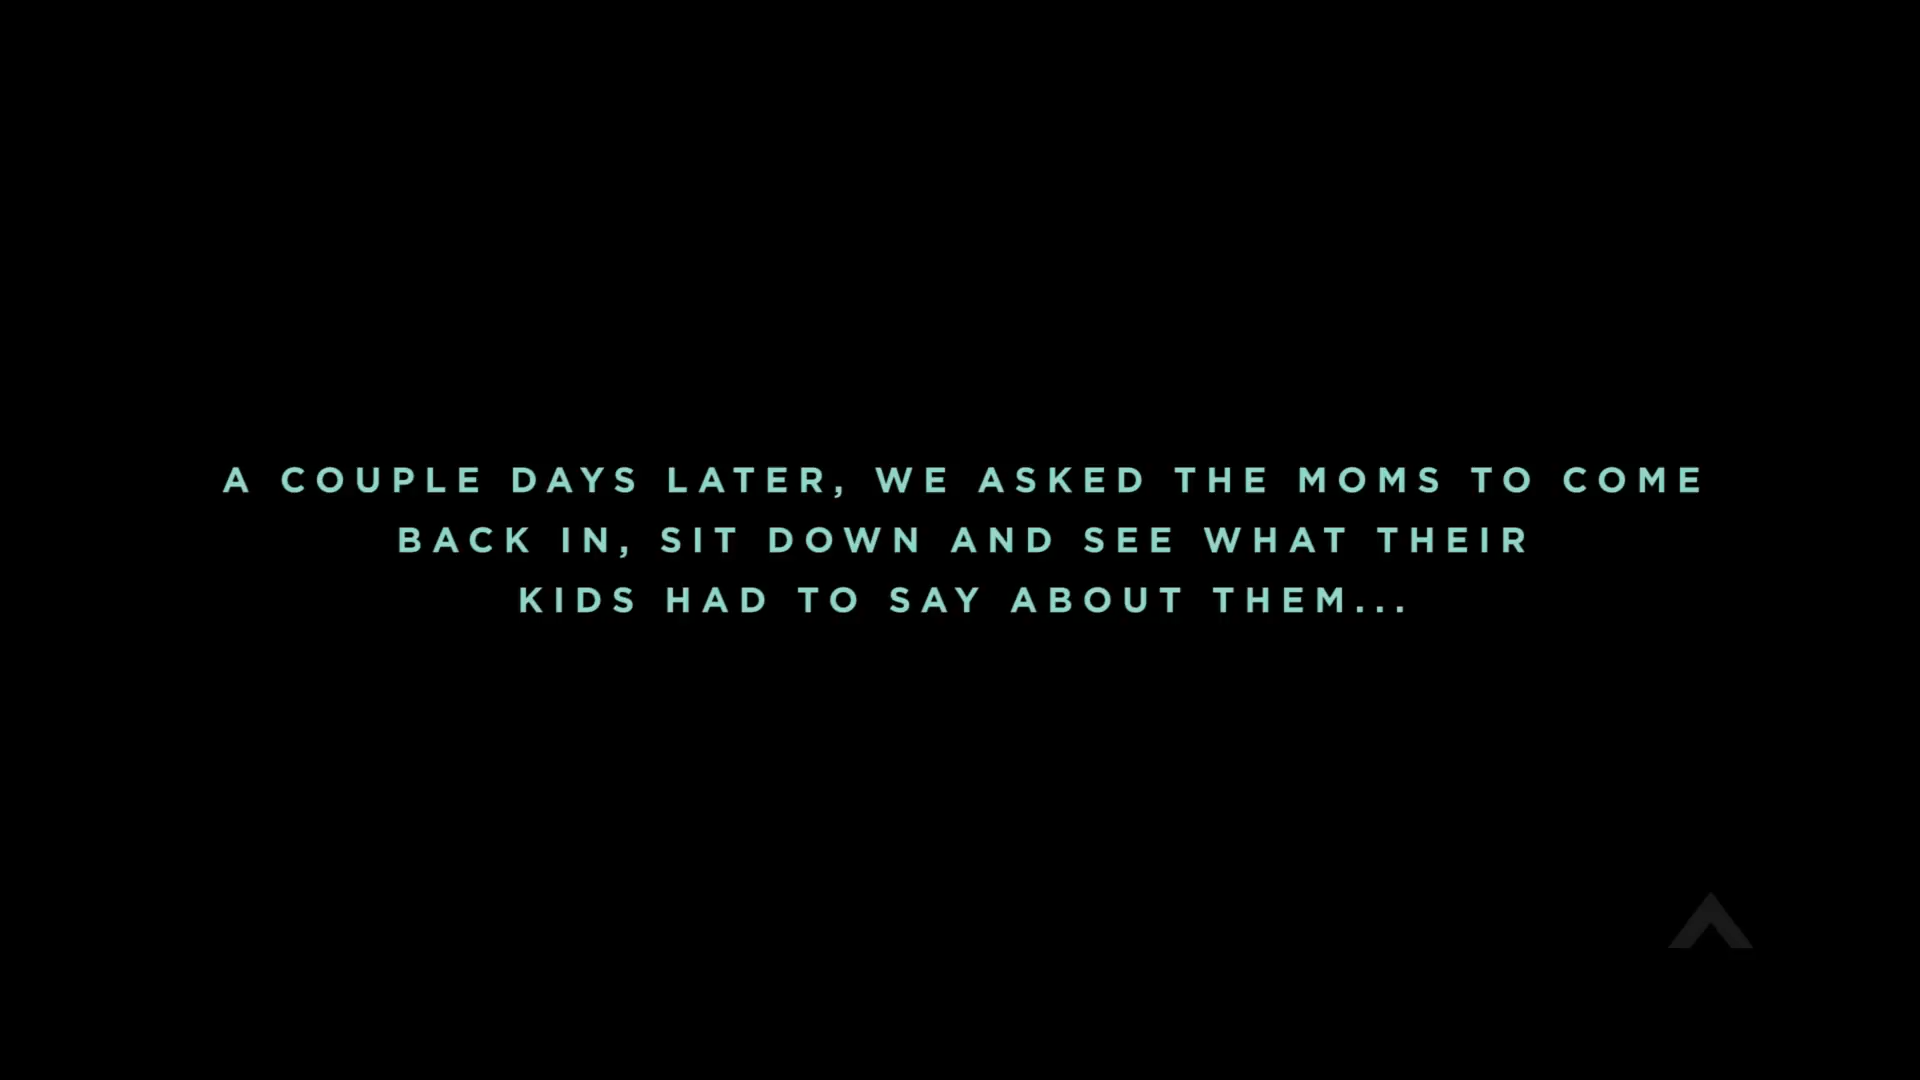 A COUPLE DAYS LATER, WE ASKED THE MOMS TO COME
BACK IN, SIT DOWN AND SEE WHAT THEIR
KIDS HAD TO SAY ABOUT THEM...